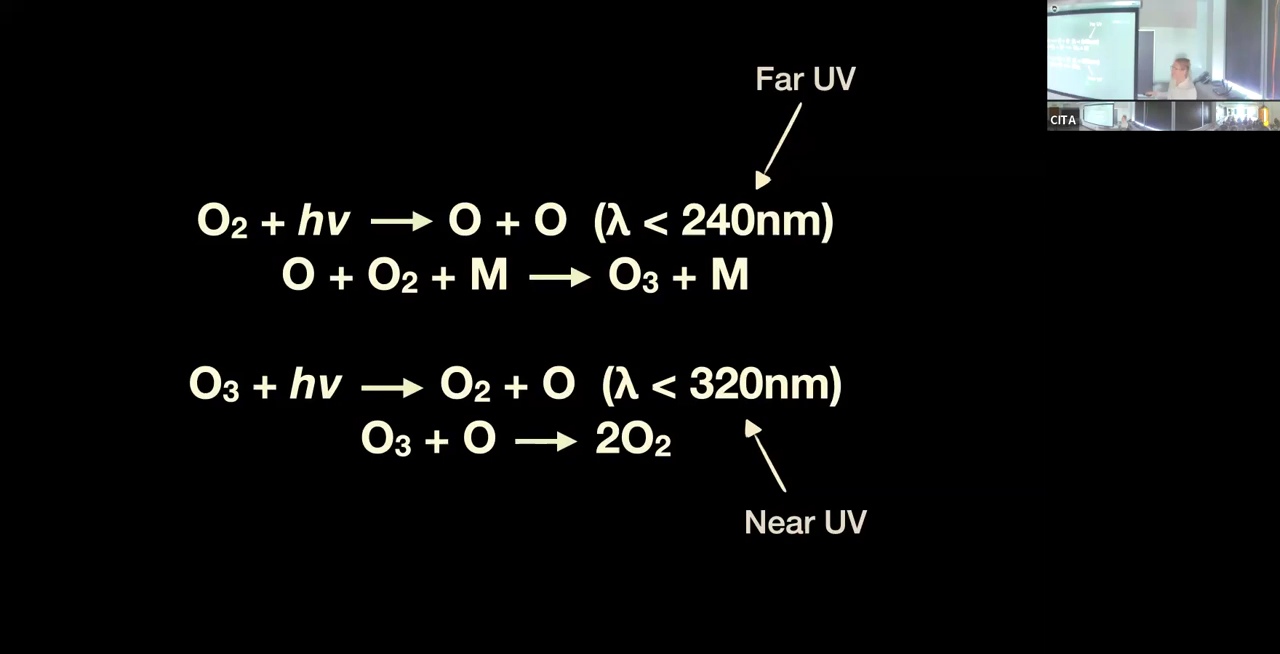 Far UV
O₂ + hv ⟶ O + O (λ < 240nm)
O + O₂ + M ⟶ O₃ + M
O₃ + hv ⟶ O₂ + O (λ < 320nm)
O₃ + O ⟶ 2O₂
Near UV
CITA